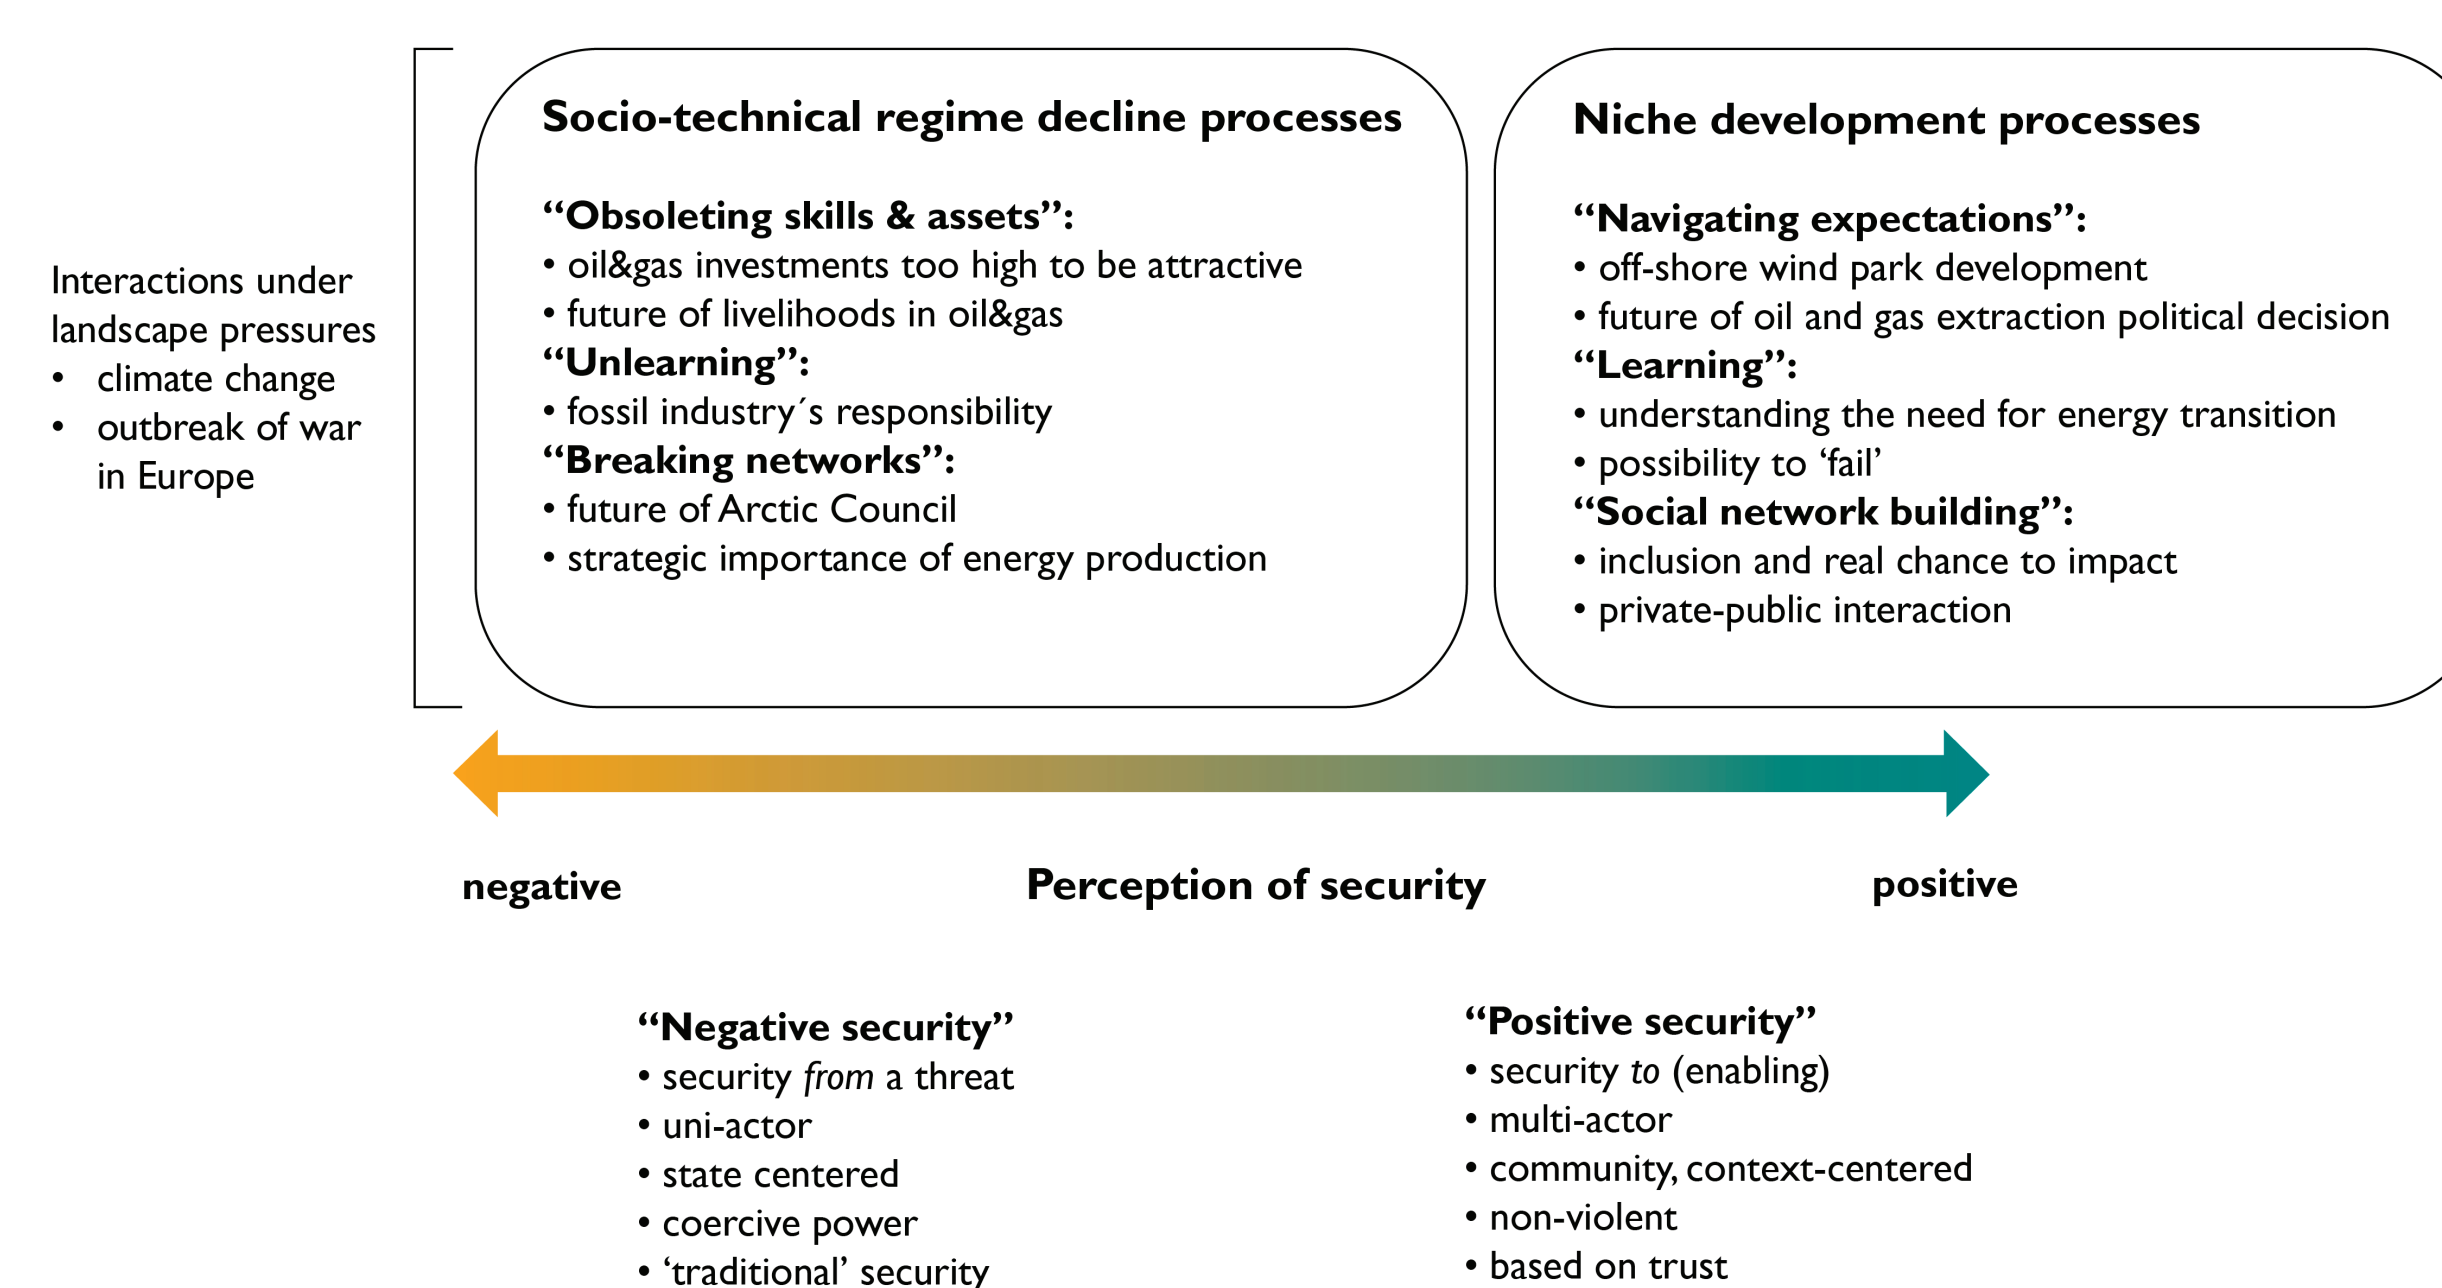 Interactions under
landscape pressures
• climate change
• outbreak of war
in Europe
Socio-technical regime decline processes
“Obsoleting skills & assets”:
• oil&gas investments too high to be attractive
• future of livelihoods in oil&gas
“Unlearning”:
• fossil industry´s responsibility
“Breaking networks”:
• future of Arctic Council
• strategic importance of energy production
Niche development processes
“Navigating expectations”:
• off-shore wind park development
• future of oil and gas extraction political decision
“Learning”:
• understanding the need for energy transition
• possibility to ‘fail’
“Social network building”:
• inclusion and real chance to impact
• private-public interaction
negative
Perception of security
positive
“Negative security”
• security from a threat
• uni-actor
• state centered
• coercive power
• ‘traditional’ security
“Positive security”
• security to (enabling)
• multi-actor
• community, context-centered
• non-violent
• based on trust